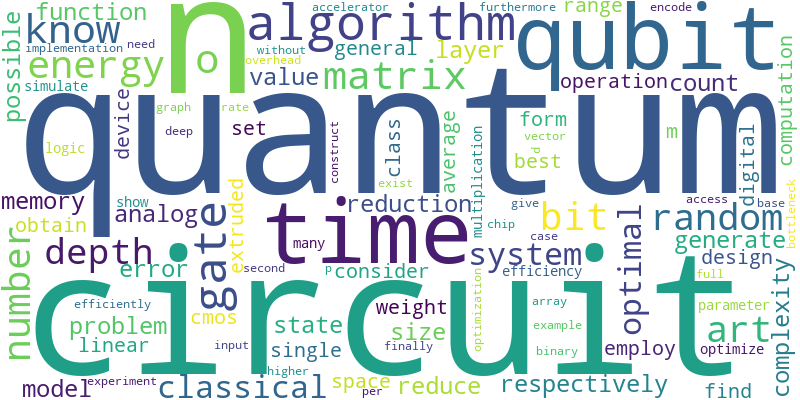 function
accelerator
furthermore
range
encode
possible
know
n
algorithm
qubit
implementation
need
without
general
layer
energy
o
overhead
simulate
value
matrix
operation
count
computation
quantum
device
graph
rate
deep
set
construct
class
average
form
vector
m
logic
best
p
digital
multiplication
exist
show
memory
reduction
give
access
base
obtain
analog
extruded
time
chip
bit
random
bottleneck
number
gate
many
case
optimal
generate
depth
system
error
second
p
consider
efficiency
design
full
circuit
complexity
efficiently
array
parameter
cmos
weight
optimization
problem
state
size
example
art
linear
input
single
finally
binary
employ
optimize
model
experiment
higher
classical
space
per
reduce
respectively
find